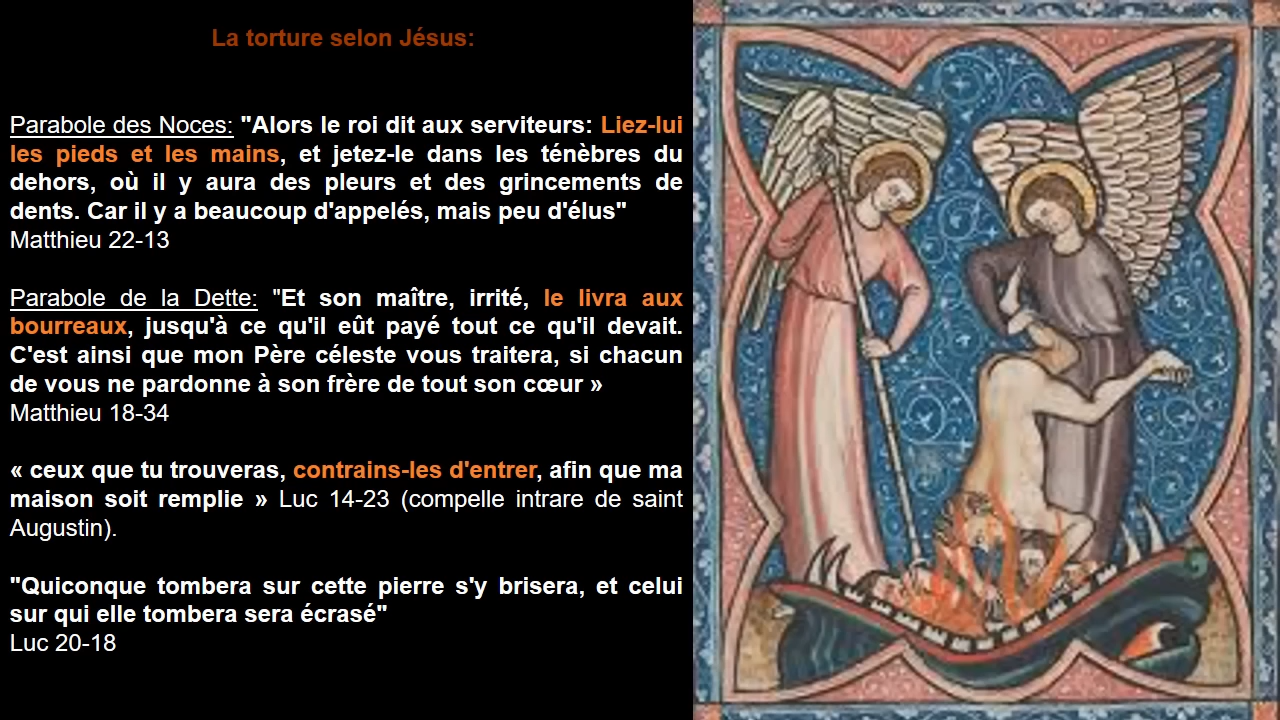 La torture selon Jésus:
Parabole des Noces: "Alors le roi dit aux serviteurs: Liez-lui
les pieds et les mains, et jetez-le dans les ténèbres du
dehors, où il y aura des pleurs et des grincements de
dents. Car il y a beaucoup d'appelés, mais peu d'élus"
Matthieu 22-13
Parabole de la Dette: "Et son maître, irrité, le livra aux
bourreaux, jusqu'à ce qu'il eût payé tout ce qu'il devait.
C'est ainsi que mon Père céleste vous traitera, si chacun
de vous ne pardonne à son frère de tout son cœur »
Matthieu 18-34
« ceux que tu trouveras, contrains-les d'entrer, afin que ma
maison soit remplie » Luc 14-23 (compelle intrare de saint
Augustin).
"Quiconque tombera sur cette pierre s'y brisera, et celui
sur qui elle tombera sera écrasé"
Luc 20-18